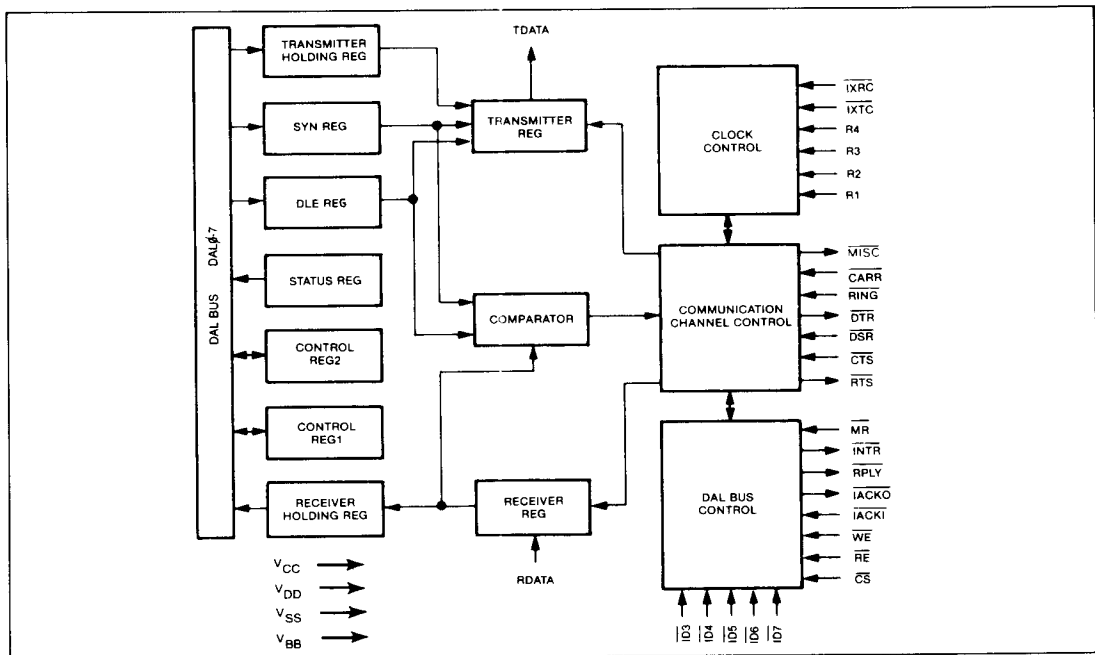 DAL BUS DAL0̸-7
TRANSMITTER
HOLDING REG
SYN REG
DLE REG
STATUS REG
CONTROL
REG2
CONTROL
REG1
RECEIVER
HOLDING REG
VCC
VDD
VSS
VBB
TDATA
TRANSMITTER
REG
COMPARATOR
RECEIVER
REG
RDATA
CLOCK
CONTROL
IXRC
IXTC
R4
R3
R2
R1
COMMUNICATION
CHANNEL CONTROL
MISC
CARR
RING
DTR
DSR
CTS
RTS
DAL BUS
CONTROL
MR
INTR
RPLY
IACKO
IACKI
WE
RE
CS
ID3
ID4
ID5
ID6
ID7